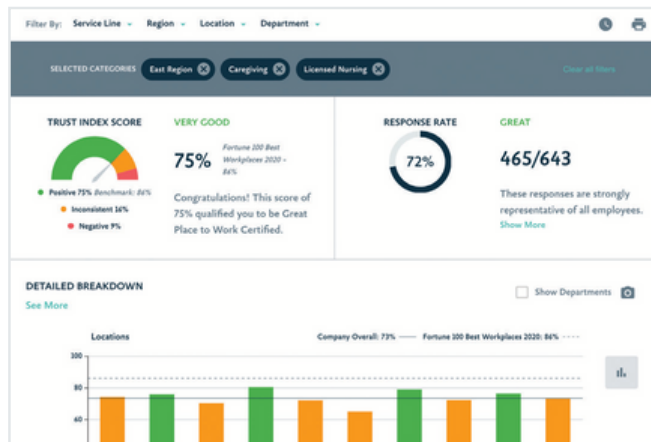 Filter By: Service Line Region Location Department
SELECTED CATEGORIES East Region Caregiving Licensed Nursing Clear all filters
TRUST INDEX SCORE
Positive 75% Benchmark: 86%
Inconsistent 16%
Negative 9%
VERY GOOD
75%
Fortune 100 Best
Workplaces 2020 -
86%
Congratulations! This score of
75% qualified you to be Great
Place to Work Certified.
RESPONSE RATE
72%
GREAT
465/643
These responses are strongly
representative of all employees.
Show More
DETAILED BREAKDOWN
See More
Show Departments
Locations Company Overall: 73% Fortune 100 Best Workplaces 2020: 86%
100
80
60